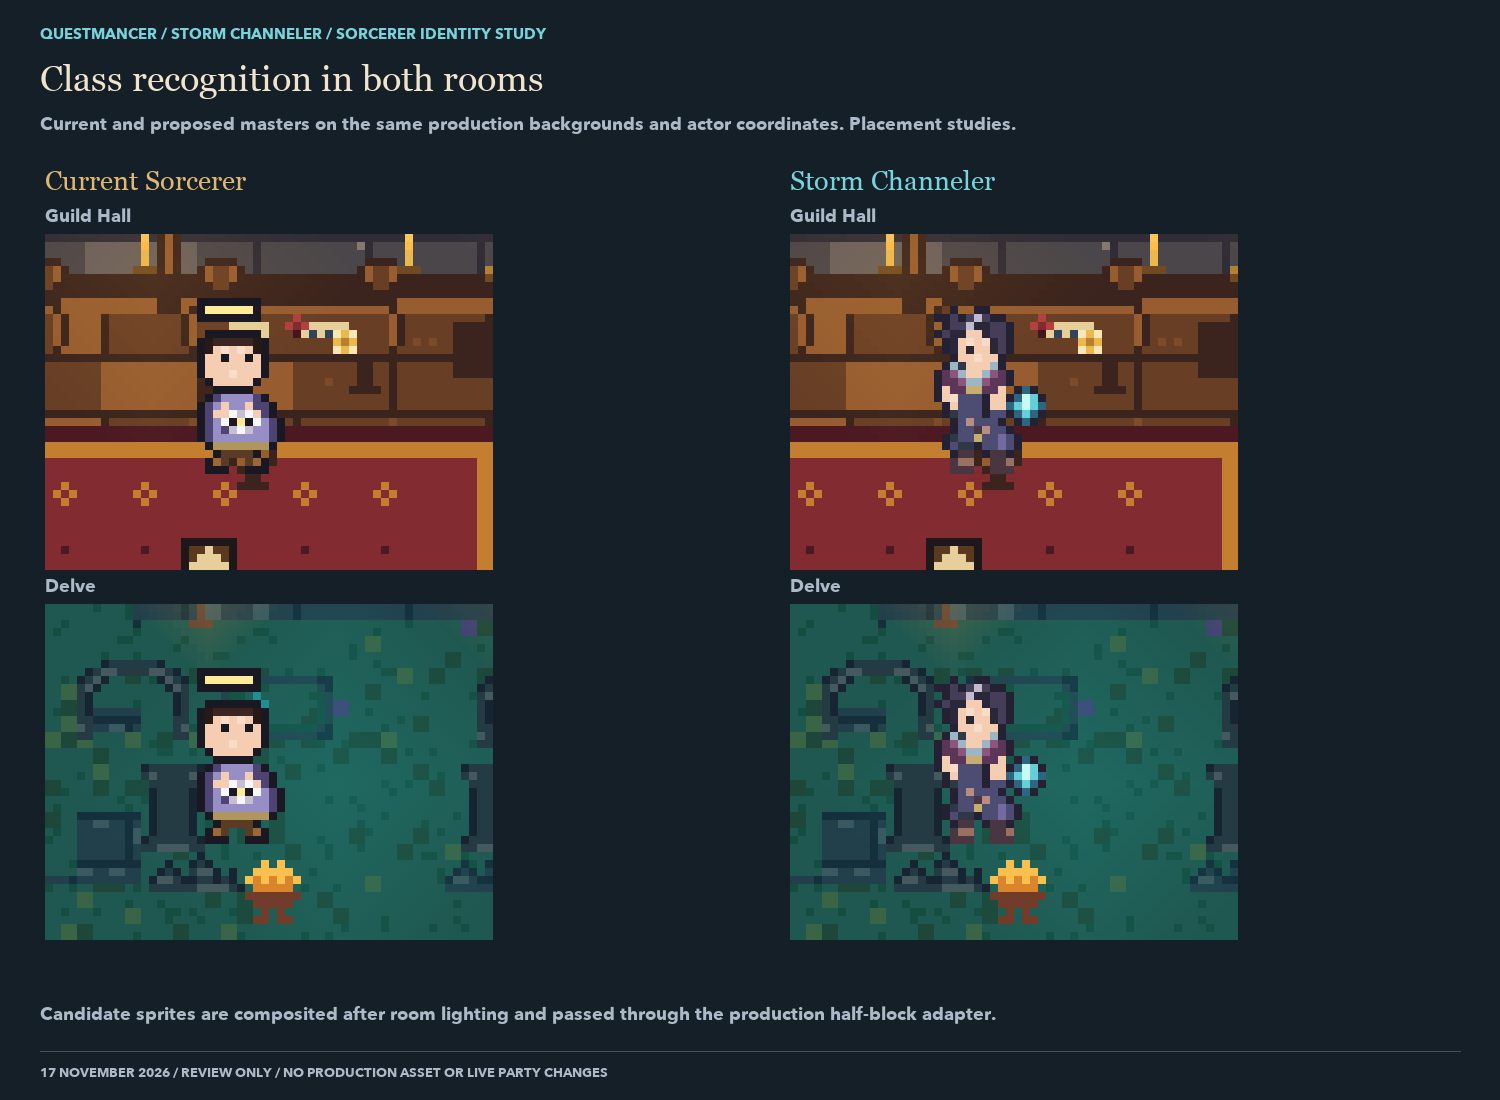 QUESTMANCER / STORM CHANNELER / SORCERER IDENTITY STUDY
Class recognition in both rooms
Current and proposed masters on the same production backgrounds and actor coordinates. Placement studies.
Current Sorcerer
Guild Hall
Delve
Storm Channeler
Guild Hall
Delve
Candidate sprites are composited after room lighting and passed through the production half-block adapter.
17 NOVEMBER 2026 / REVIEW ONLY / NO PRODUCTION ASSET OR LIVE PARTY CHANGES